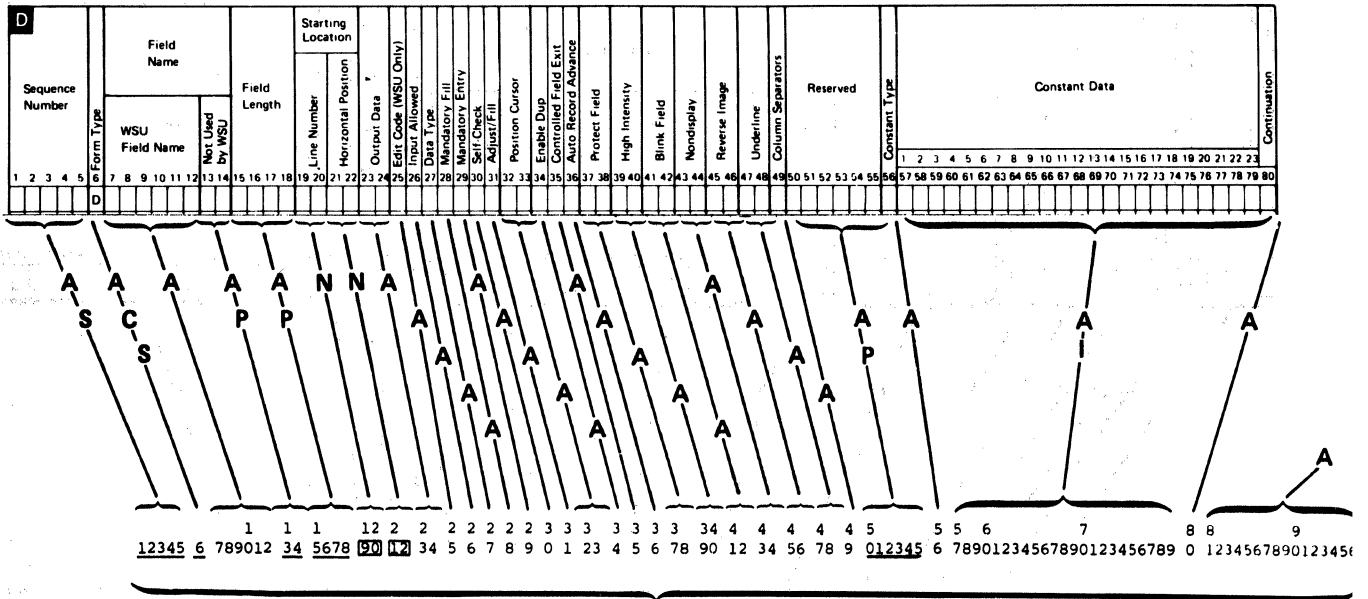 D
Sequence Number
Form Type
Field Name
WSU Field Name
Not Used by WSU
Field Length
Starting Location
Line Number
Horizontal Position
Output Data
Edit Code (WSU Only)
Input Allowed
Data Type
Mandatory Fill
Mandatory Entry
Self-Check
Adjust/Fill
Position Cursor
Enable Dup
Controlled Field Exit
Auto Record Advance
Protect Field
High Intensity
Blink Field
Nondisplay
Reverse Image
Underline
Column Separators
Reserved
Constant Type
Constant Data
Continuation
1 2 3 4 5 6 7 8 9 10 11 12 13 14 15 16 17 18 19 20 21 22 23
1 2 3 4 5 6 7 8 9 10 11 12 13 14 15 16 17 18 19 20 21 22 23 24 25 26 27 28 29 30 31 32 33 34 35 36 37 38 39 40 41 42 43 44 45 46 47 48 49 50 51 52 53 54 55 56 57 58 59 60 61 62 63 64 65 66 67 68 69 70 71 72 73 74 75 76 77 78 79 80
D
A A A A A N N A A A A
S C P P A A A A A A A A A
S A A A A P I
A A A A
A A A
A
1 1 1 12 2 2 2 2 2 2 2 3 3 3 3 3 3 3 34 4 4 4 4 4 5 5 5 6 7 8 8 9
12345 6 789012 34 5678 90 12 34 5 6 7 8 9 0 1 23 4 5 6 78 90 12 34 56 78 9 012345 6 789012345678901234567890123456789 0 1234567890123456